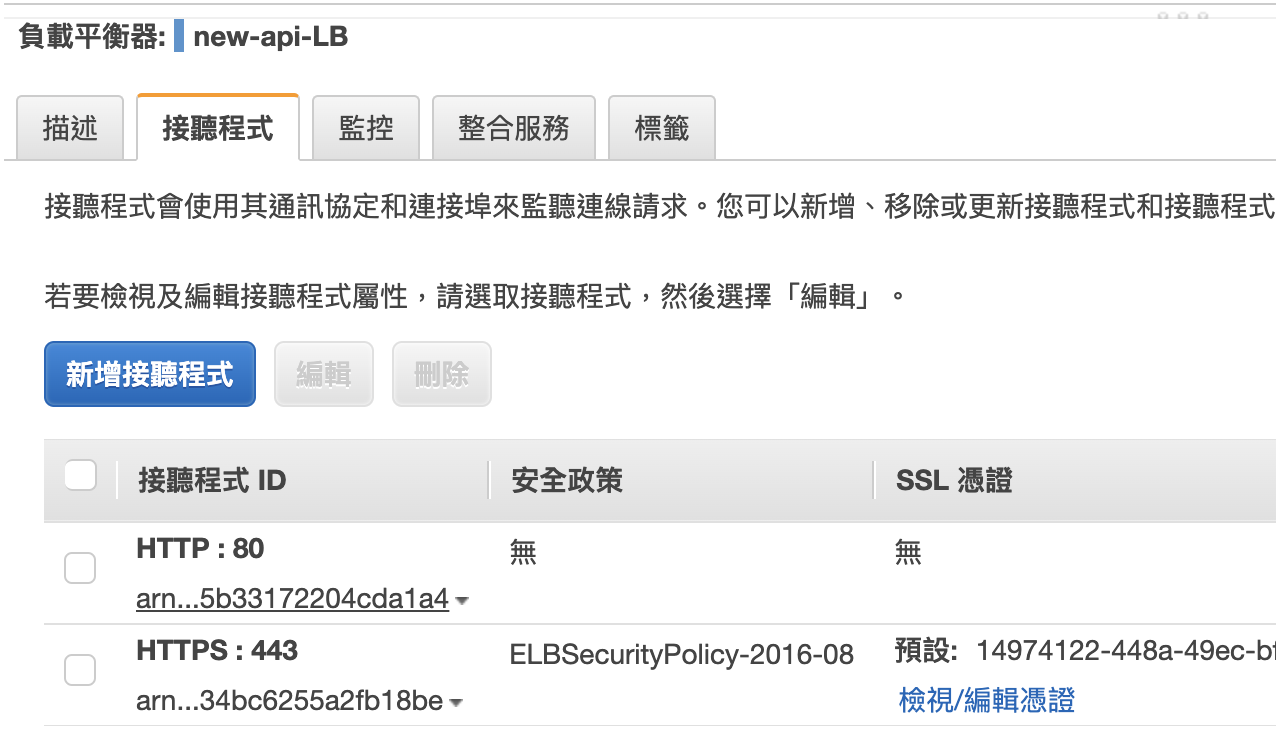 負載平衡器: new-api-LB
描述 接聽程式 監控 整合服務 標籤
接聽程式會使用其通訊協定和連接埠來監聽連線請求。您可以新增、移除或更新接聽程式和接聽程式
若要檢視及編輯接聽程式屬性，請選取接聽程式，然後選擇「編輯」。
新增接聽程式 編輯 刪除
接聽程式 ID 安全政策 SSL 憑證
HTTP : 80 無 無
arn...5b33172204cda1a4
HTTPS : 443 ELBSecurityPolicy-2016-08 預設: 14974122-448a-49ec-bf
arn...34bc6255a2fb18be 檢視/編輯憑證